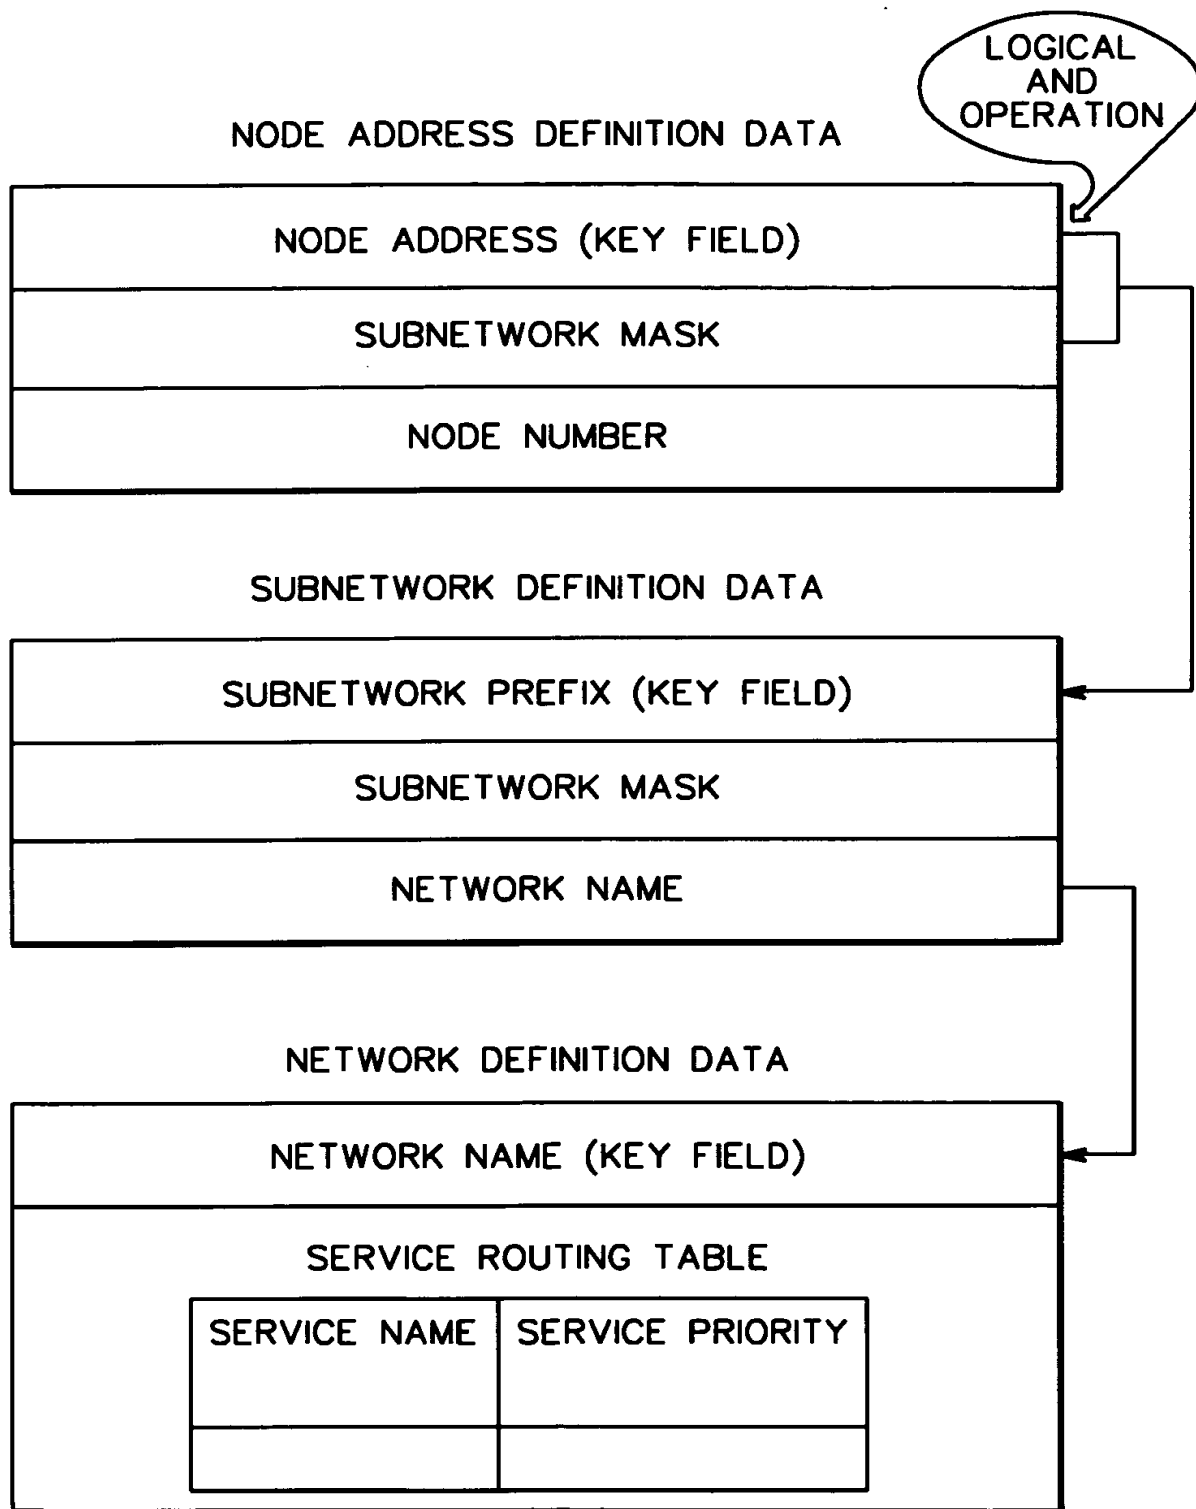 LOGICAL
AND
OPERATION
NODE ADDRESS DEFINITION DATA
NODE ADDRESS (KEY FIELD)
SUBNETWORK MASK
NODE NUMBER
SUBNETWORK DEFINITION DATA
SUBNETWORK PREFIX (KEY FIELD)
SUBNETWORK MASK
NETWORK NAME
NETWORK DEFINITION DATA
NETWORK NAME (KEY FIELD)
SERVICE ROUTING TABLE
SERVICE NAME
SERVICE PRIORITY